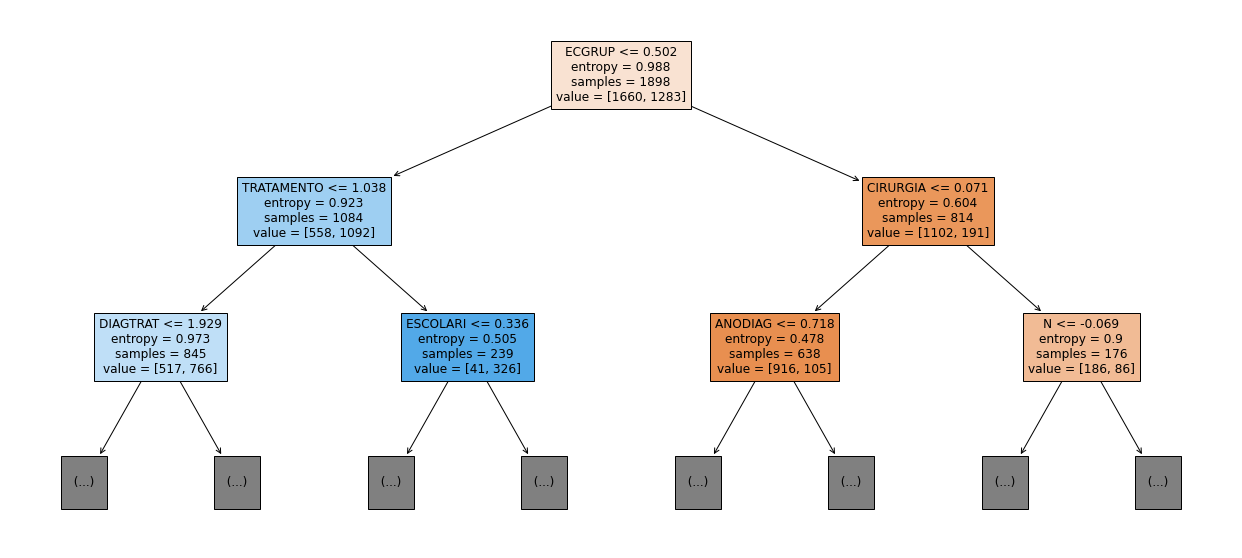 ECGRUP <= 0.502
entropy = 0.988
samples = 1898
value = [1660, 1283]
TRATAMENTO <= 1.038
entropy = 0.923
samples = 1084
value = [558, 1092]
CIRURGIA <= 0.071
entropy = 0.604
samples = 814
value = [1102, 191]
DIAGTRAT <= 1.929
entropy = 0.973
samples = 845
value = [517, 766]
ESCOLARI <= 0.336
entropy = 0.505
samples = 239
value = [41, 326]
ANODIAG <= 0.718
entropy = 0.478
samples = 638
value = [916, 105]
N <= -0.069
entropy = 0.9
samples = 176
value = [186, 86]
(...)
(...)
(...)
(...)
(...)
(...)
(...)
(...)